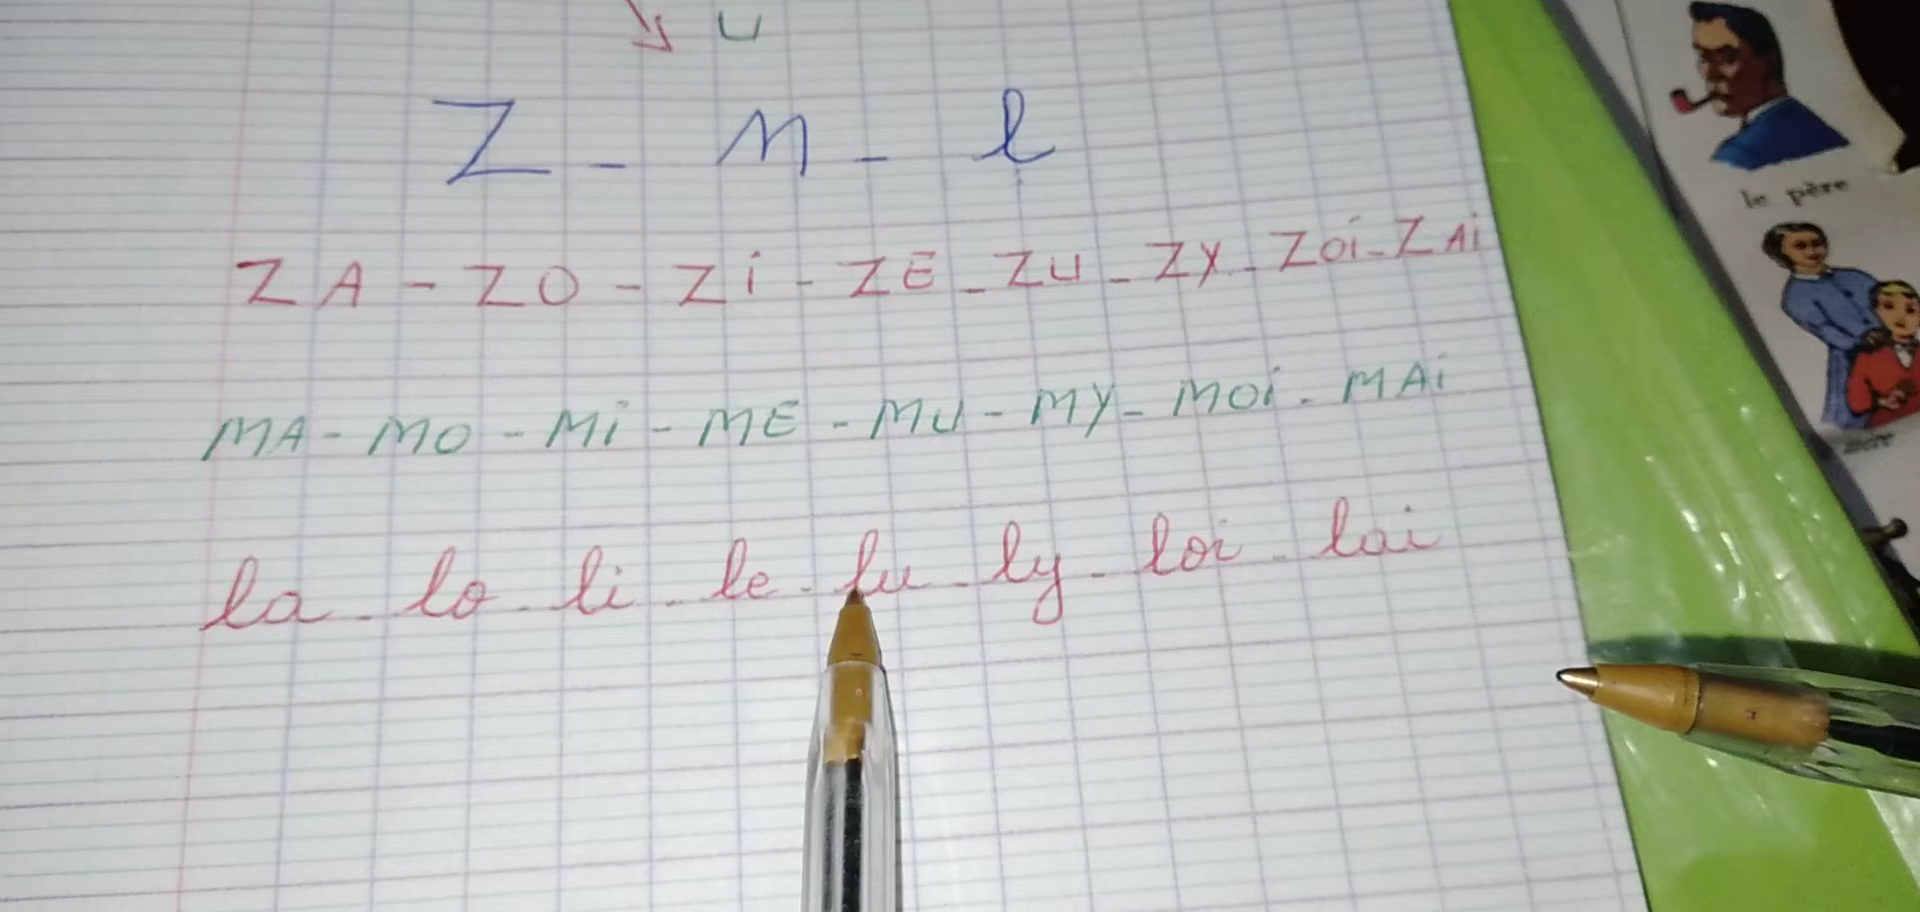 U
Z - M - l
ZA - ZO - Zi - ZE - ZU - ZY - ZOi - ZAi
MA - MO - Mi - ME - MU - MY - MOi - MAi
la - lo - li - le - lu - ly - loi - lai
le père